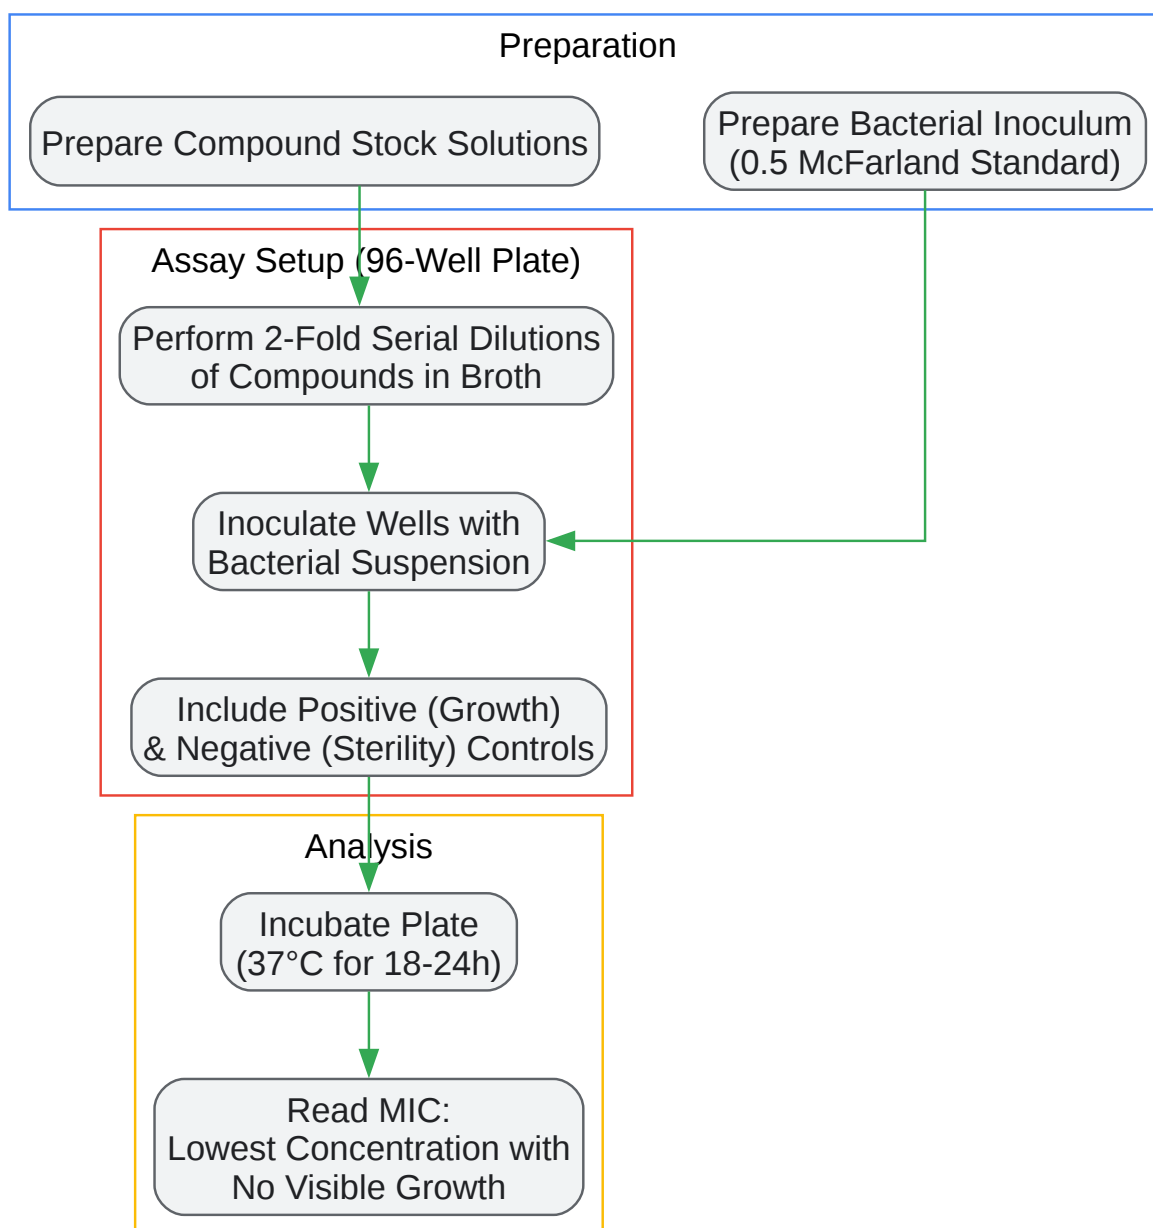 Preparation
Prepare Compound Stock Solutions
Prepare Bacterial Inoculum
(0.5 McFarland Standard)
Assay Setup (96-Well Plate)
Perform 2-Fold Serial Dilutions
of Compounds in Broth
Inoculate Wells with
Bacterial Suspension
Include Positive (Growth)
& Negative (Sterility) Controls
Analysis
Incubate Plate
(37°C for 18-24h)
Read MIC:
Lowest Concentration with
No Visible Growth